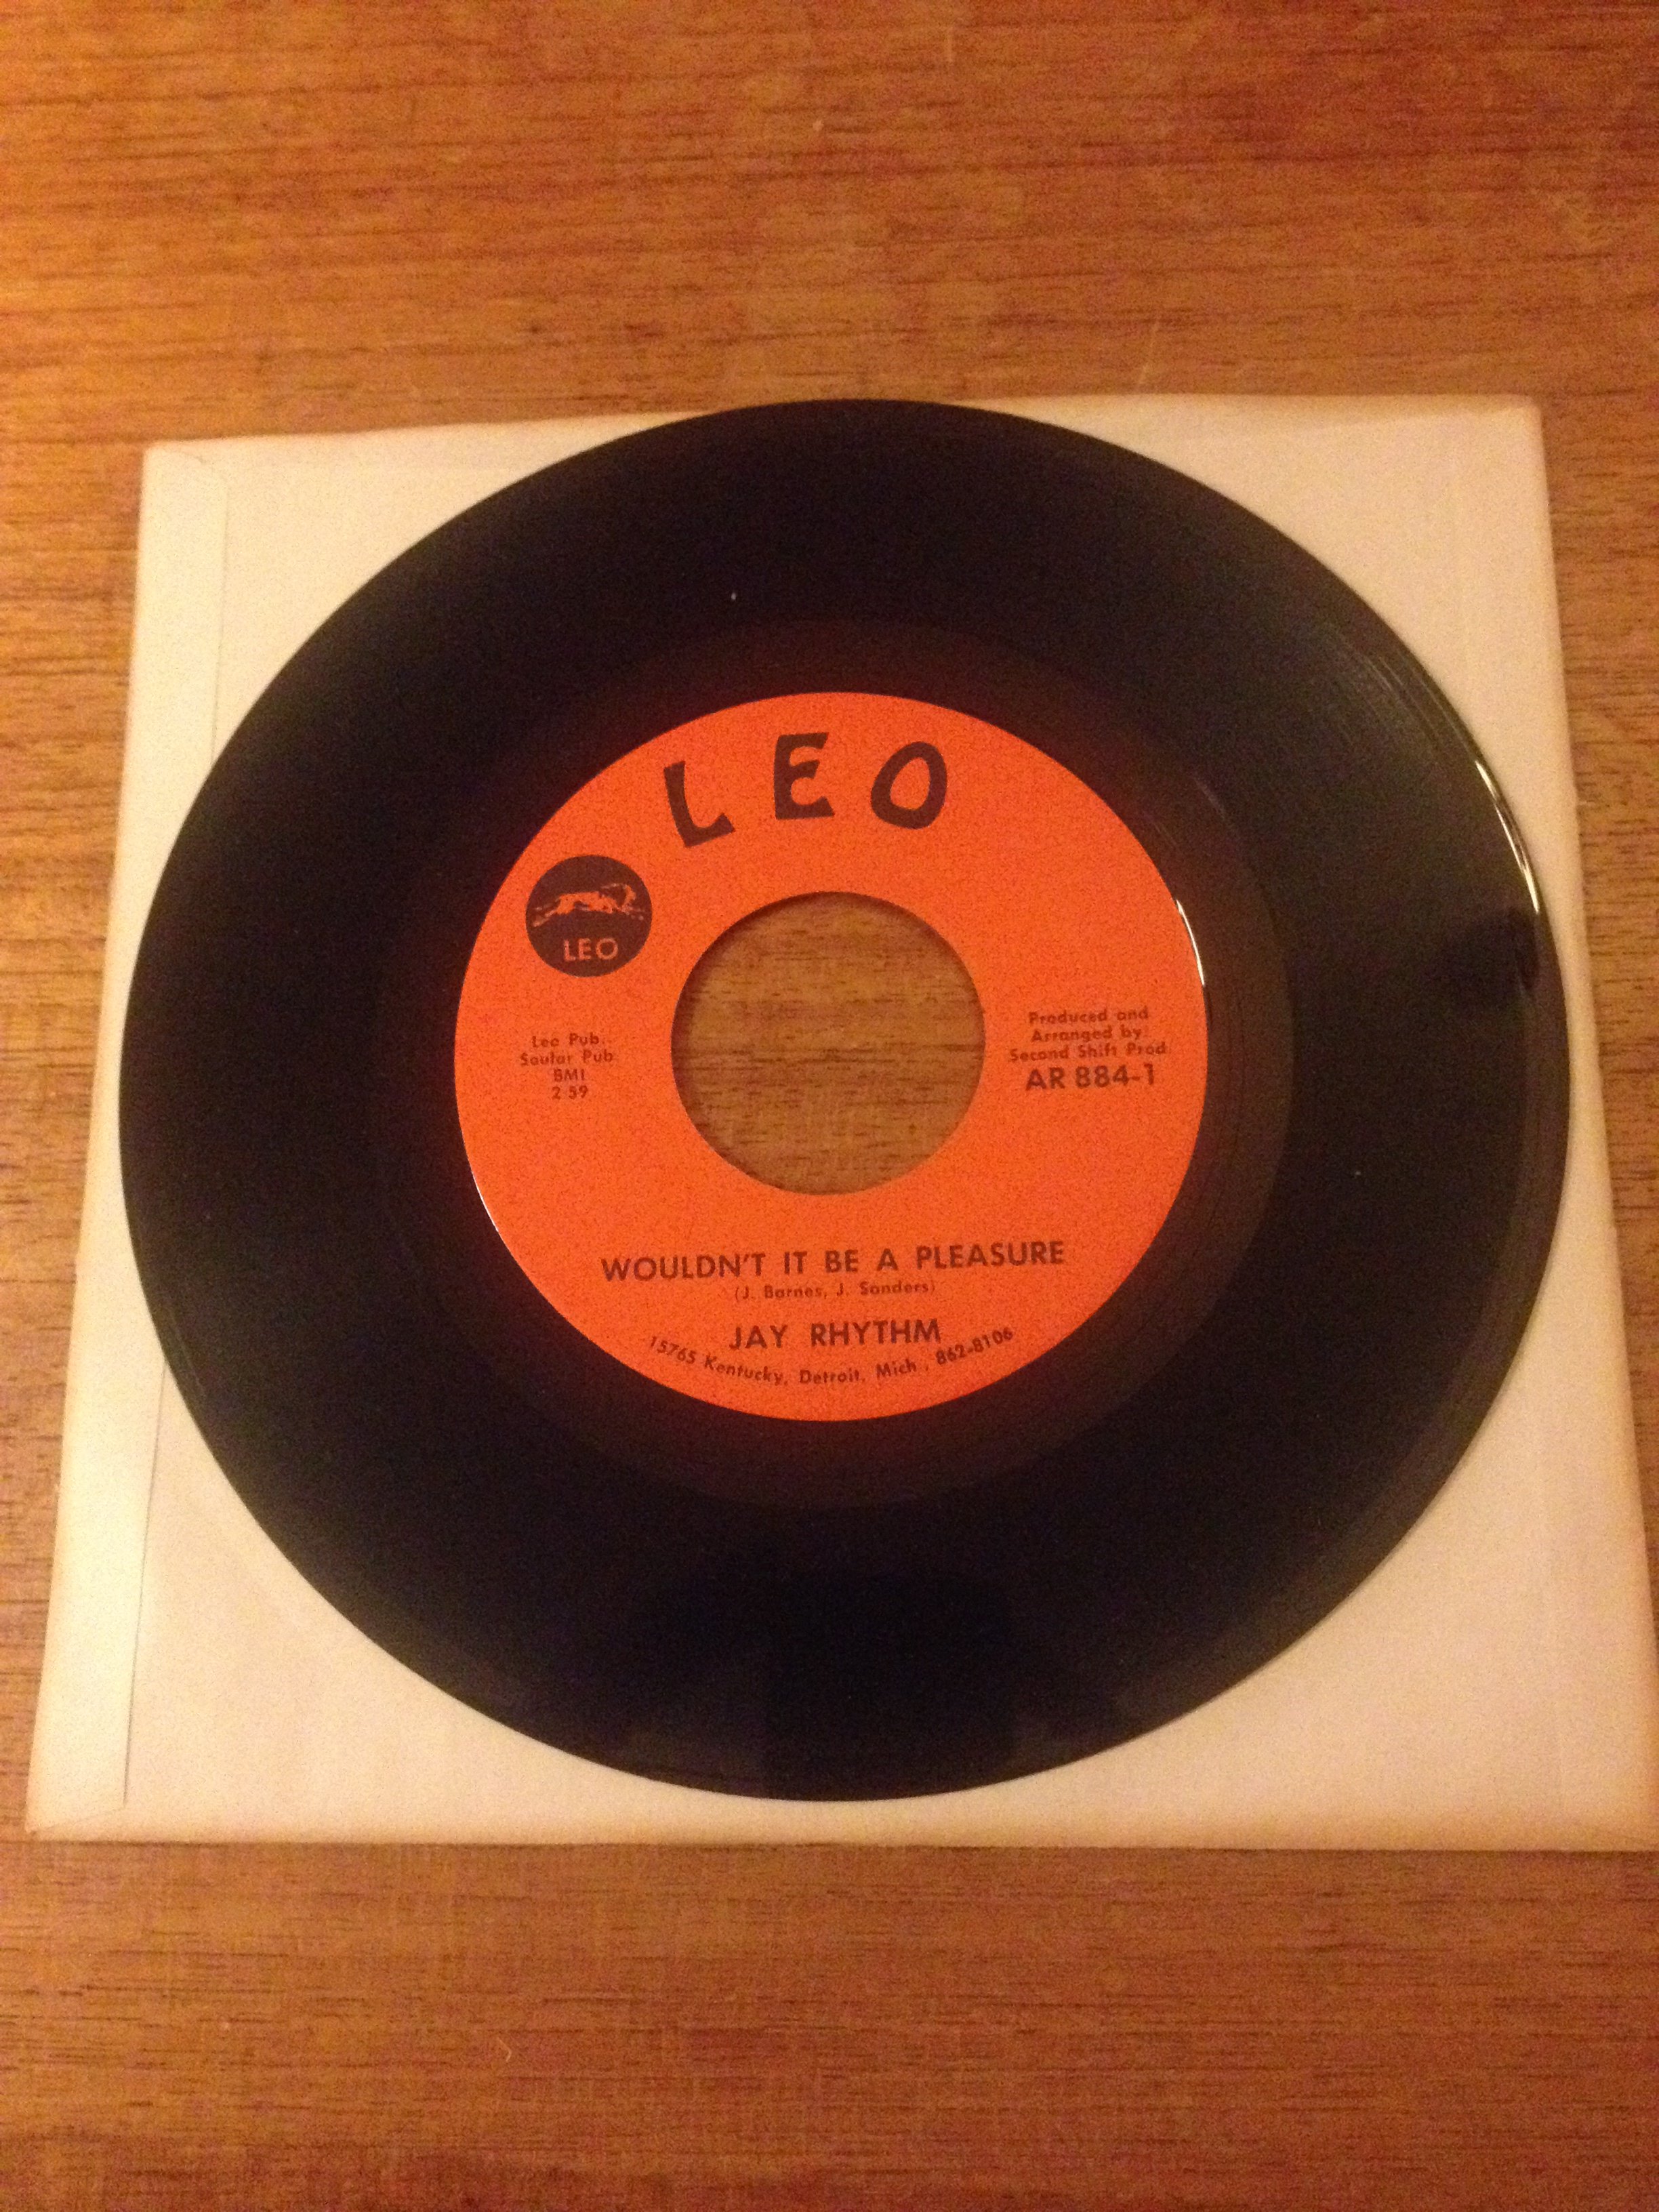 LEO
LEO
Leo Pub.
Soular Pub.
BMI
2 59
Produced and
Arranged by
Second Shift Prod.
AR 884-1
WOULDN'T IT BE A PLEASURE
(J. Barnes, J. Sanders)
JAY RHYTHM
15765 Kentucky, Detroit, Mich., 862-8106